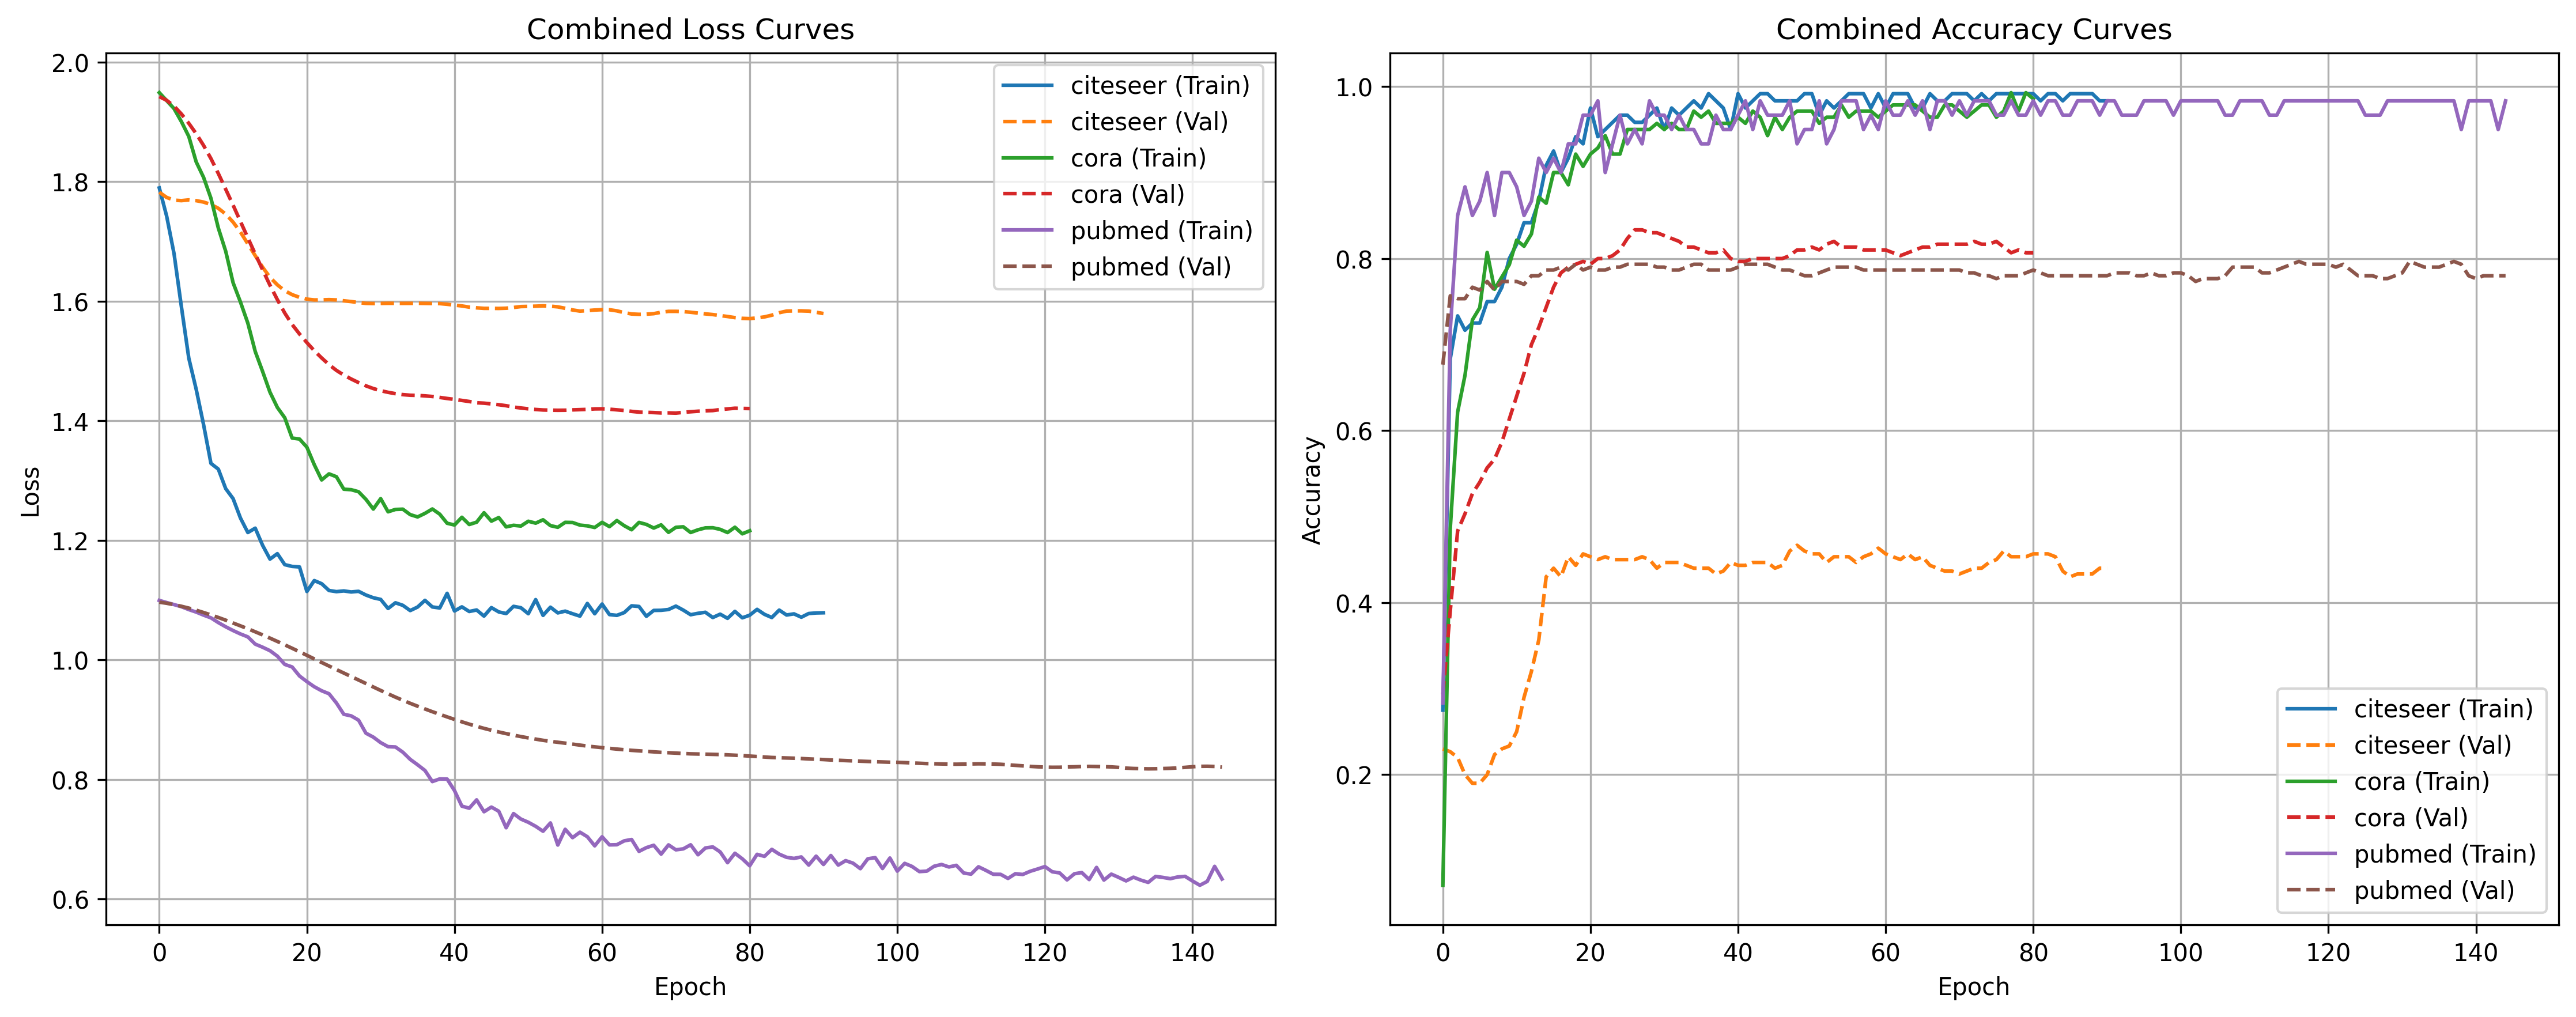 Combined Loss Curves
2.0
1.8
1.6
1.4
1.2
1.0
0.8
0.6
Loss
0 20 40 60 80 100 120 140
Epoch
citeseer (Train)
citeseer (Val)
cora (Train)
cora (Val)
pubmed (Train)
pubmed (Val)
Combined Accuracy Curves
1.0
0.8
0.6
0.4
0.2
Accuracy
0 20 40 60 80 100 120 140
Epoch
citeseer (Train)
citeseer (Val)
cora (Train)
cora (Val)
pubmed (Train)
pubmed (Val)